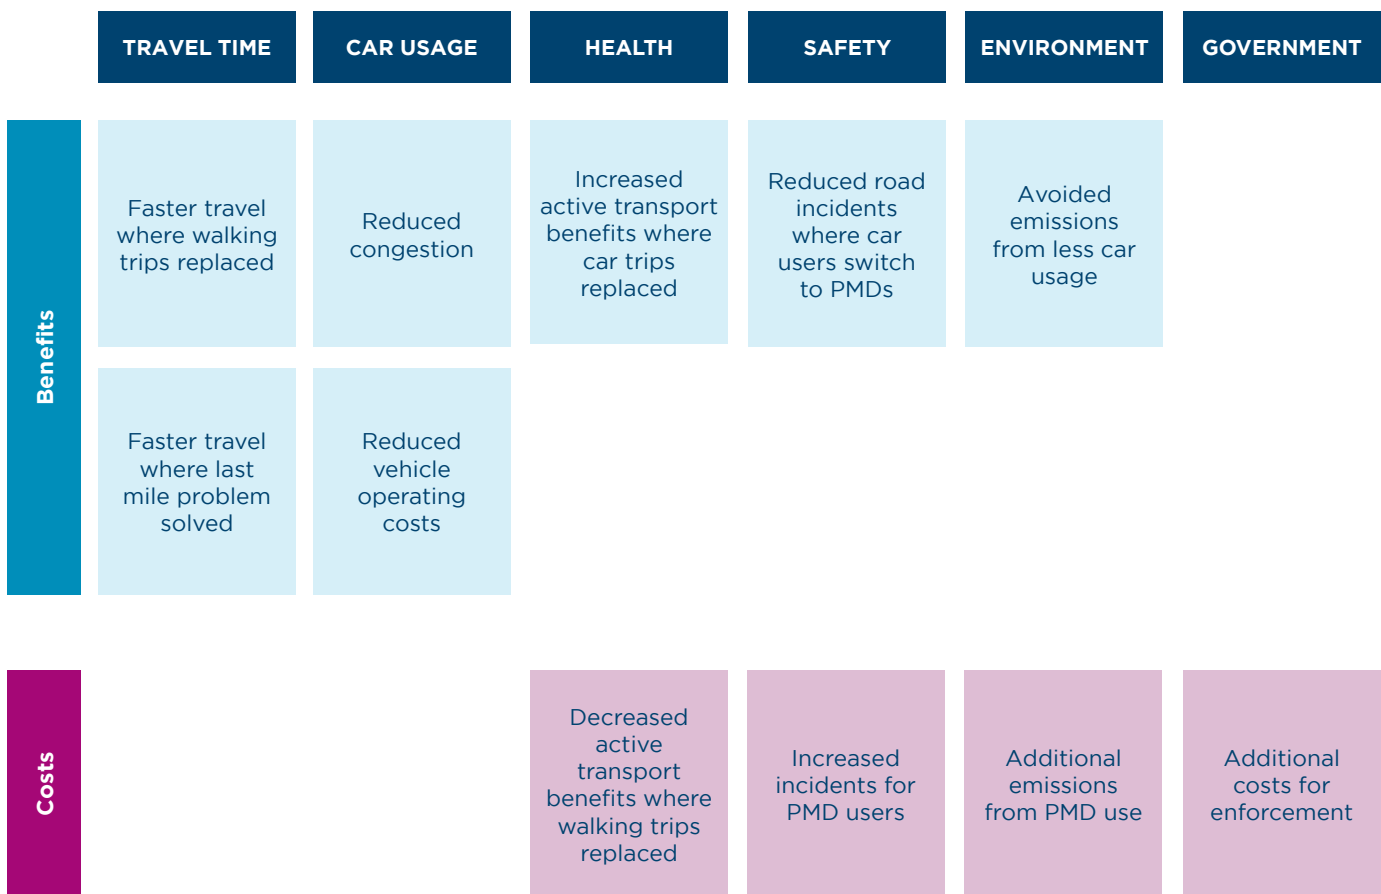 TRAVEL TIME
CAR USAGE
HEALTH
SAFETY
ENVIRONMENT
GOVERNMENT
Benefits
Faster travel
where walking
trips replaced
Reduced
congestion
Increased
active transport
benefits where
car trips
replaced
Reduced road
incidents
where car
users switch
to PMDs
Avoided
emissions
from less car
usage
Faster travel
where last
mile problem
solved
Reduced
vehicle
operating
costs
Costs
Decreased
active
transport
benefits where
walking trips
replaced
Increased
incidents for
PMD users
Additional
emissions
from PMD use
Additional
costs for
enforcement